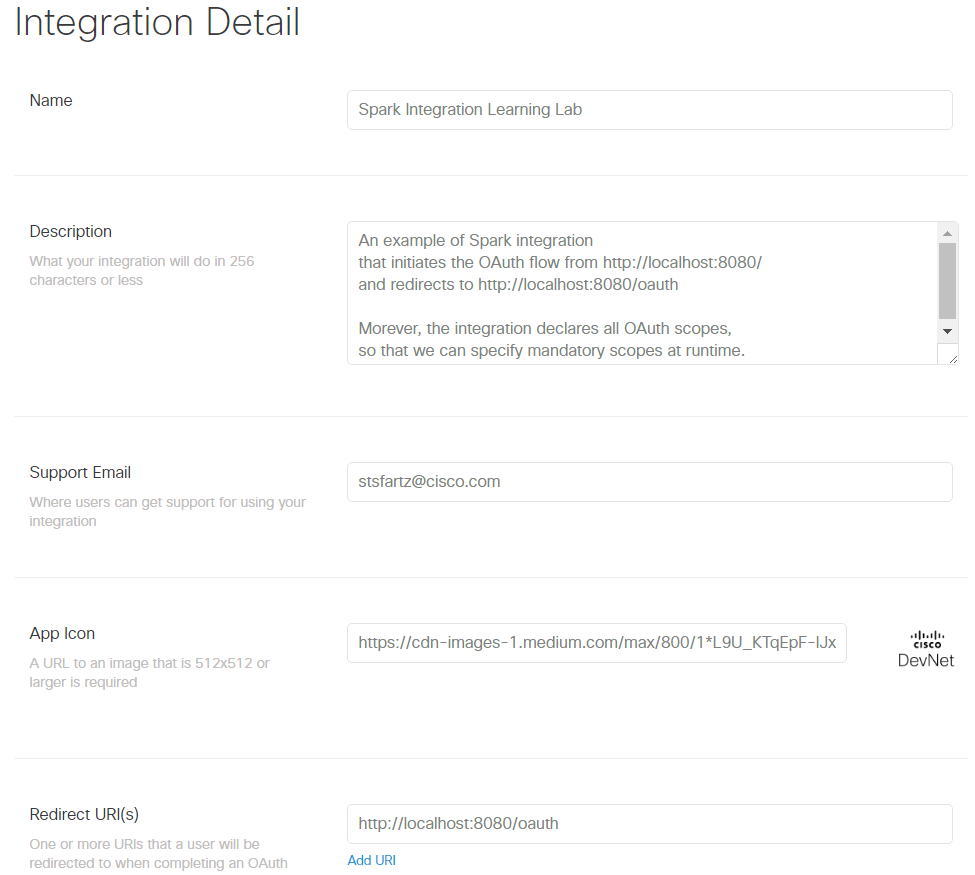 Integration Detail
Name
Spark Integration Learning Lab
Description
What your integration will do in 256
characters or less
An example of Spark integration
that initiates the OAuth flow from http://localhost:8080/
and redirects to http://localhost:8080/oauth
Morever, the integration declares all OAuth scopes,
so that we can specify mandatory scopes at runtime.
Support Email
Where users can get support for using your
integration
stsfartz@cisco.com
App Icon
A URL to an image that is 512x512 or
larger is required
https://cdn-images-1.medium.com/max/800/1*L9U_KTqEpF-lJx
CISCO
DevNet
Redirect URI(s)
One or more URIs that a user will be
redirected to when completing an OAuth
http://localhost:8080/oauth
Add URI